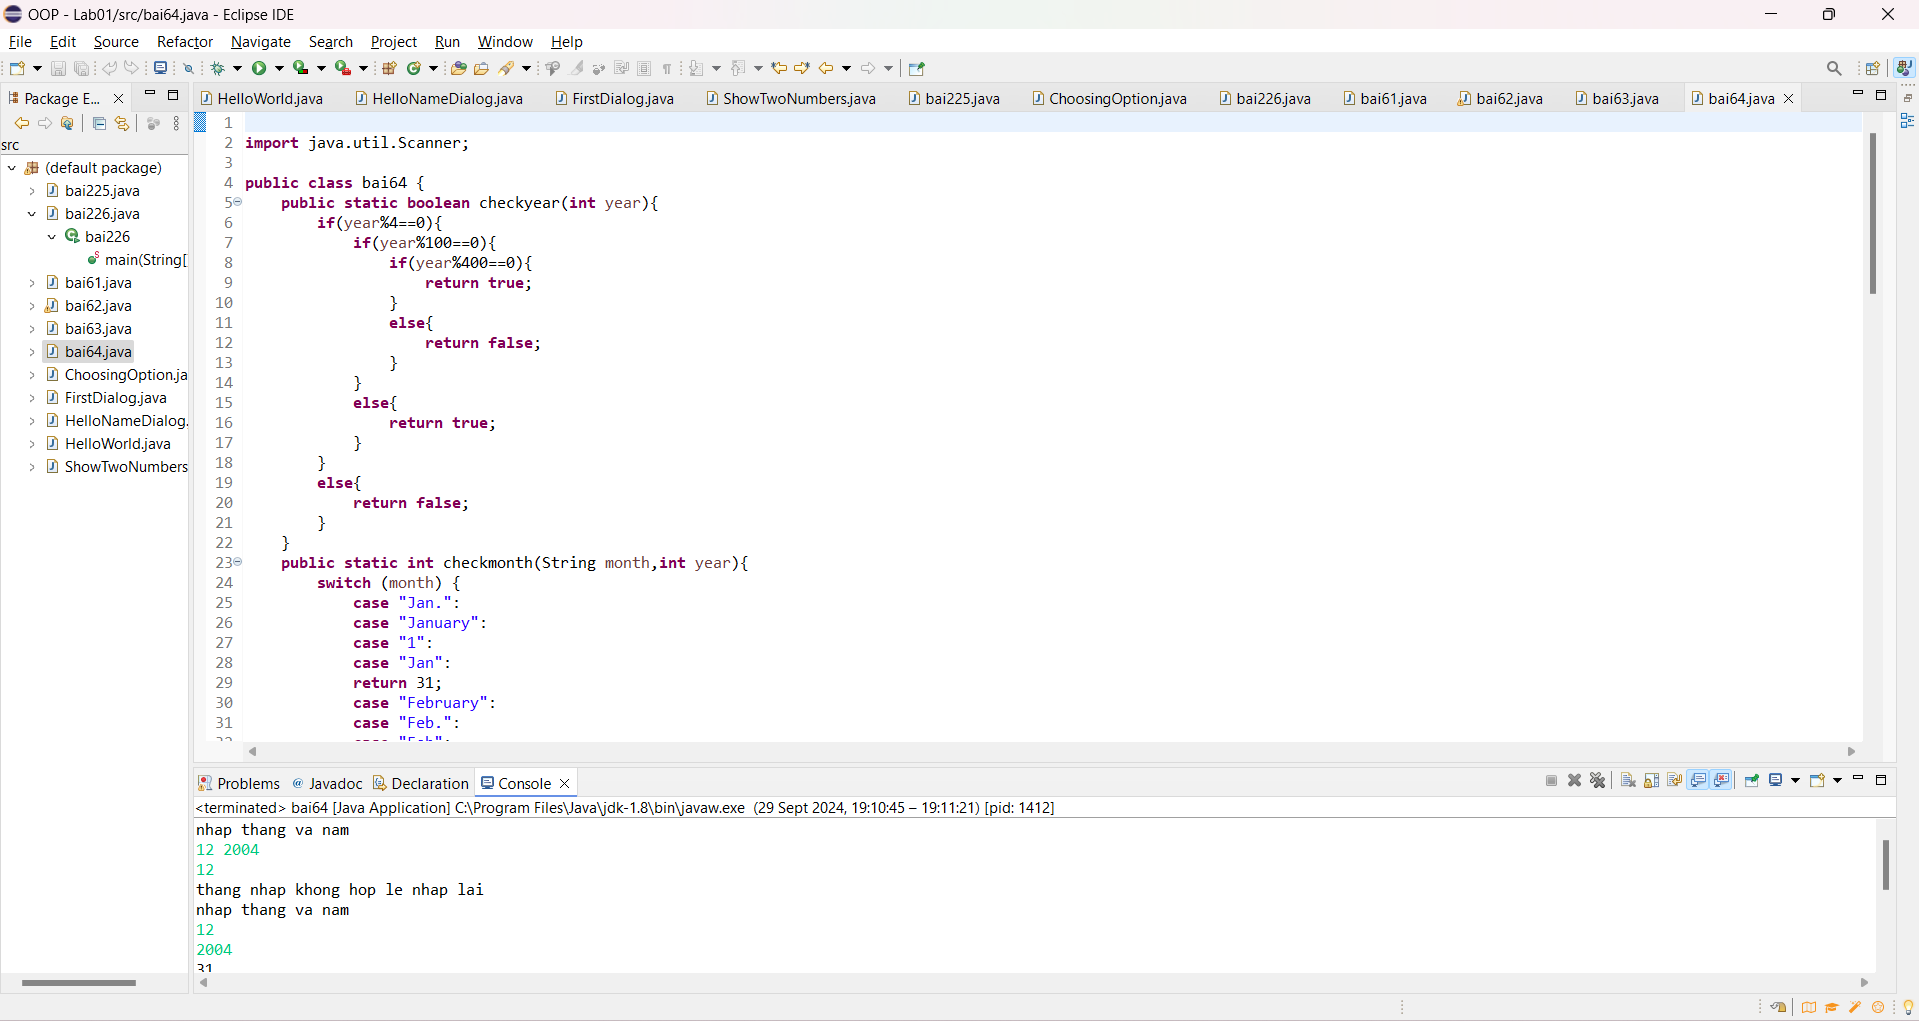 OOP - Lab01/src/bai64.java - Eclipse IDE
File Edit Source Refactor Navigate Search Project Run Window Help
Package E...
HelloWorld.java HelloNameDialog.java FirstDialog.java ShowTwoNumbers.java bai225.java ChoosingOption.java bai226.java bai61.java bai62.java bai63.java bai64.java
src
(default package)
bai225.java
bai226.java
bai226
main(String[
bai61.java
bai62.java
bai63.java
bai64.java
ChoosingOption.ja
FirstDialog.java
HelloNameDialog.
HelloWorld.java
ShowTwoNumbers
1
2 import java.util.Scanner;
3
4 public class bai64 {
5 public static boolean checkyear(int year){
6 if(year%4==0){
7 if(year%100==0){
8 if(year%400==0){
9 return true;
10 }
11 else{
12 return false;
13 }
14 }
15 else{
16 return true;
17 }
18 }
19 else{
20 return false;
21 }
22 }
23 public static int checkmonth(String month,int year){
24 switch (month) {
25 case "Jan.":
26 case "January":
27 case "1":
28 case "Jan":
29 return 31;
30 case "February":
31 case "Feb.":
32 case "Feb":
Problems Javadoc Declaration Console
<terminated> bai64 [Java Application] C:\Program Files\Java\jdk-1.8\bin\javaw.exe (29 Sept 2024, 19:10:45 – 19:11:21) [pid: 1412]
nhap thang va nam
12 2004
12
thang nhap khong hop le nhap lai
nhap thang va nam
12
2004
31